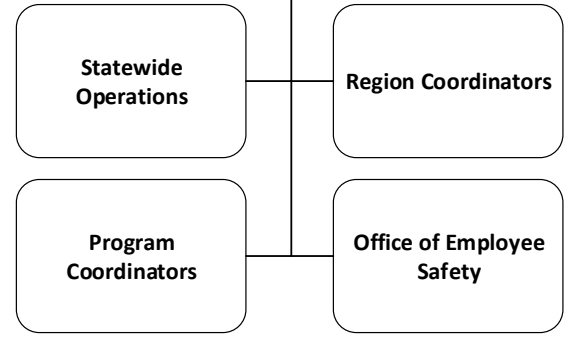 Statewide
Operations
Region Coordinators
Program
Coordinators
Office of Employee
Safety